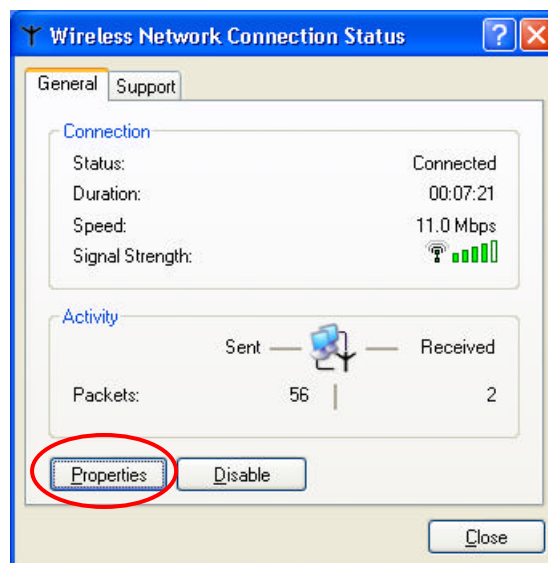 Wireless Network Connection Status
General Support
Connection
Status: Connected
Duration: 00:07:21
Speed: 11.0 Mbps
Signal Strength:
Activity
Sent Received
Packets: 56 2
Properties Disable
Close